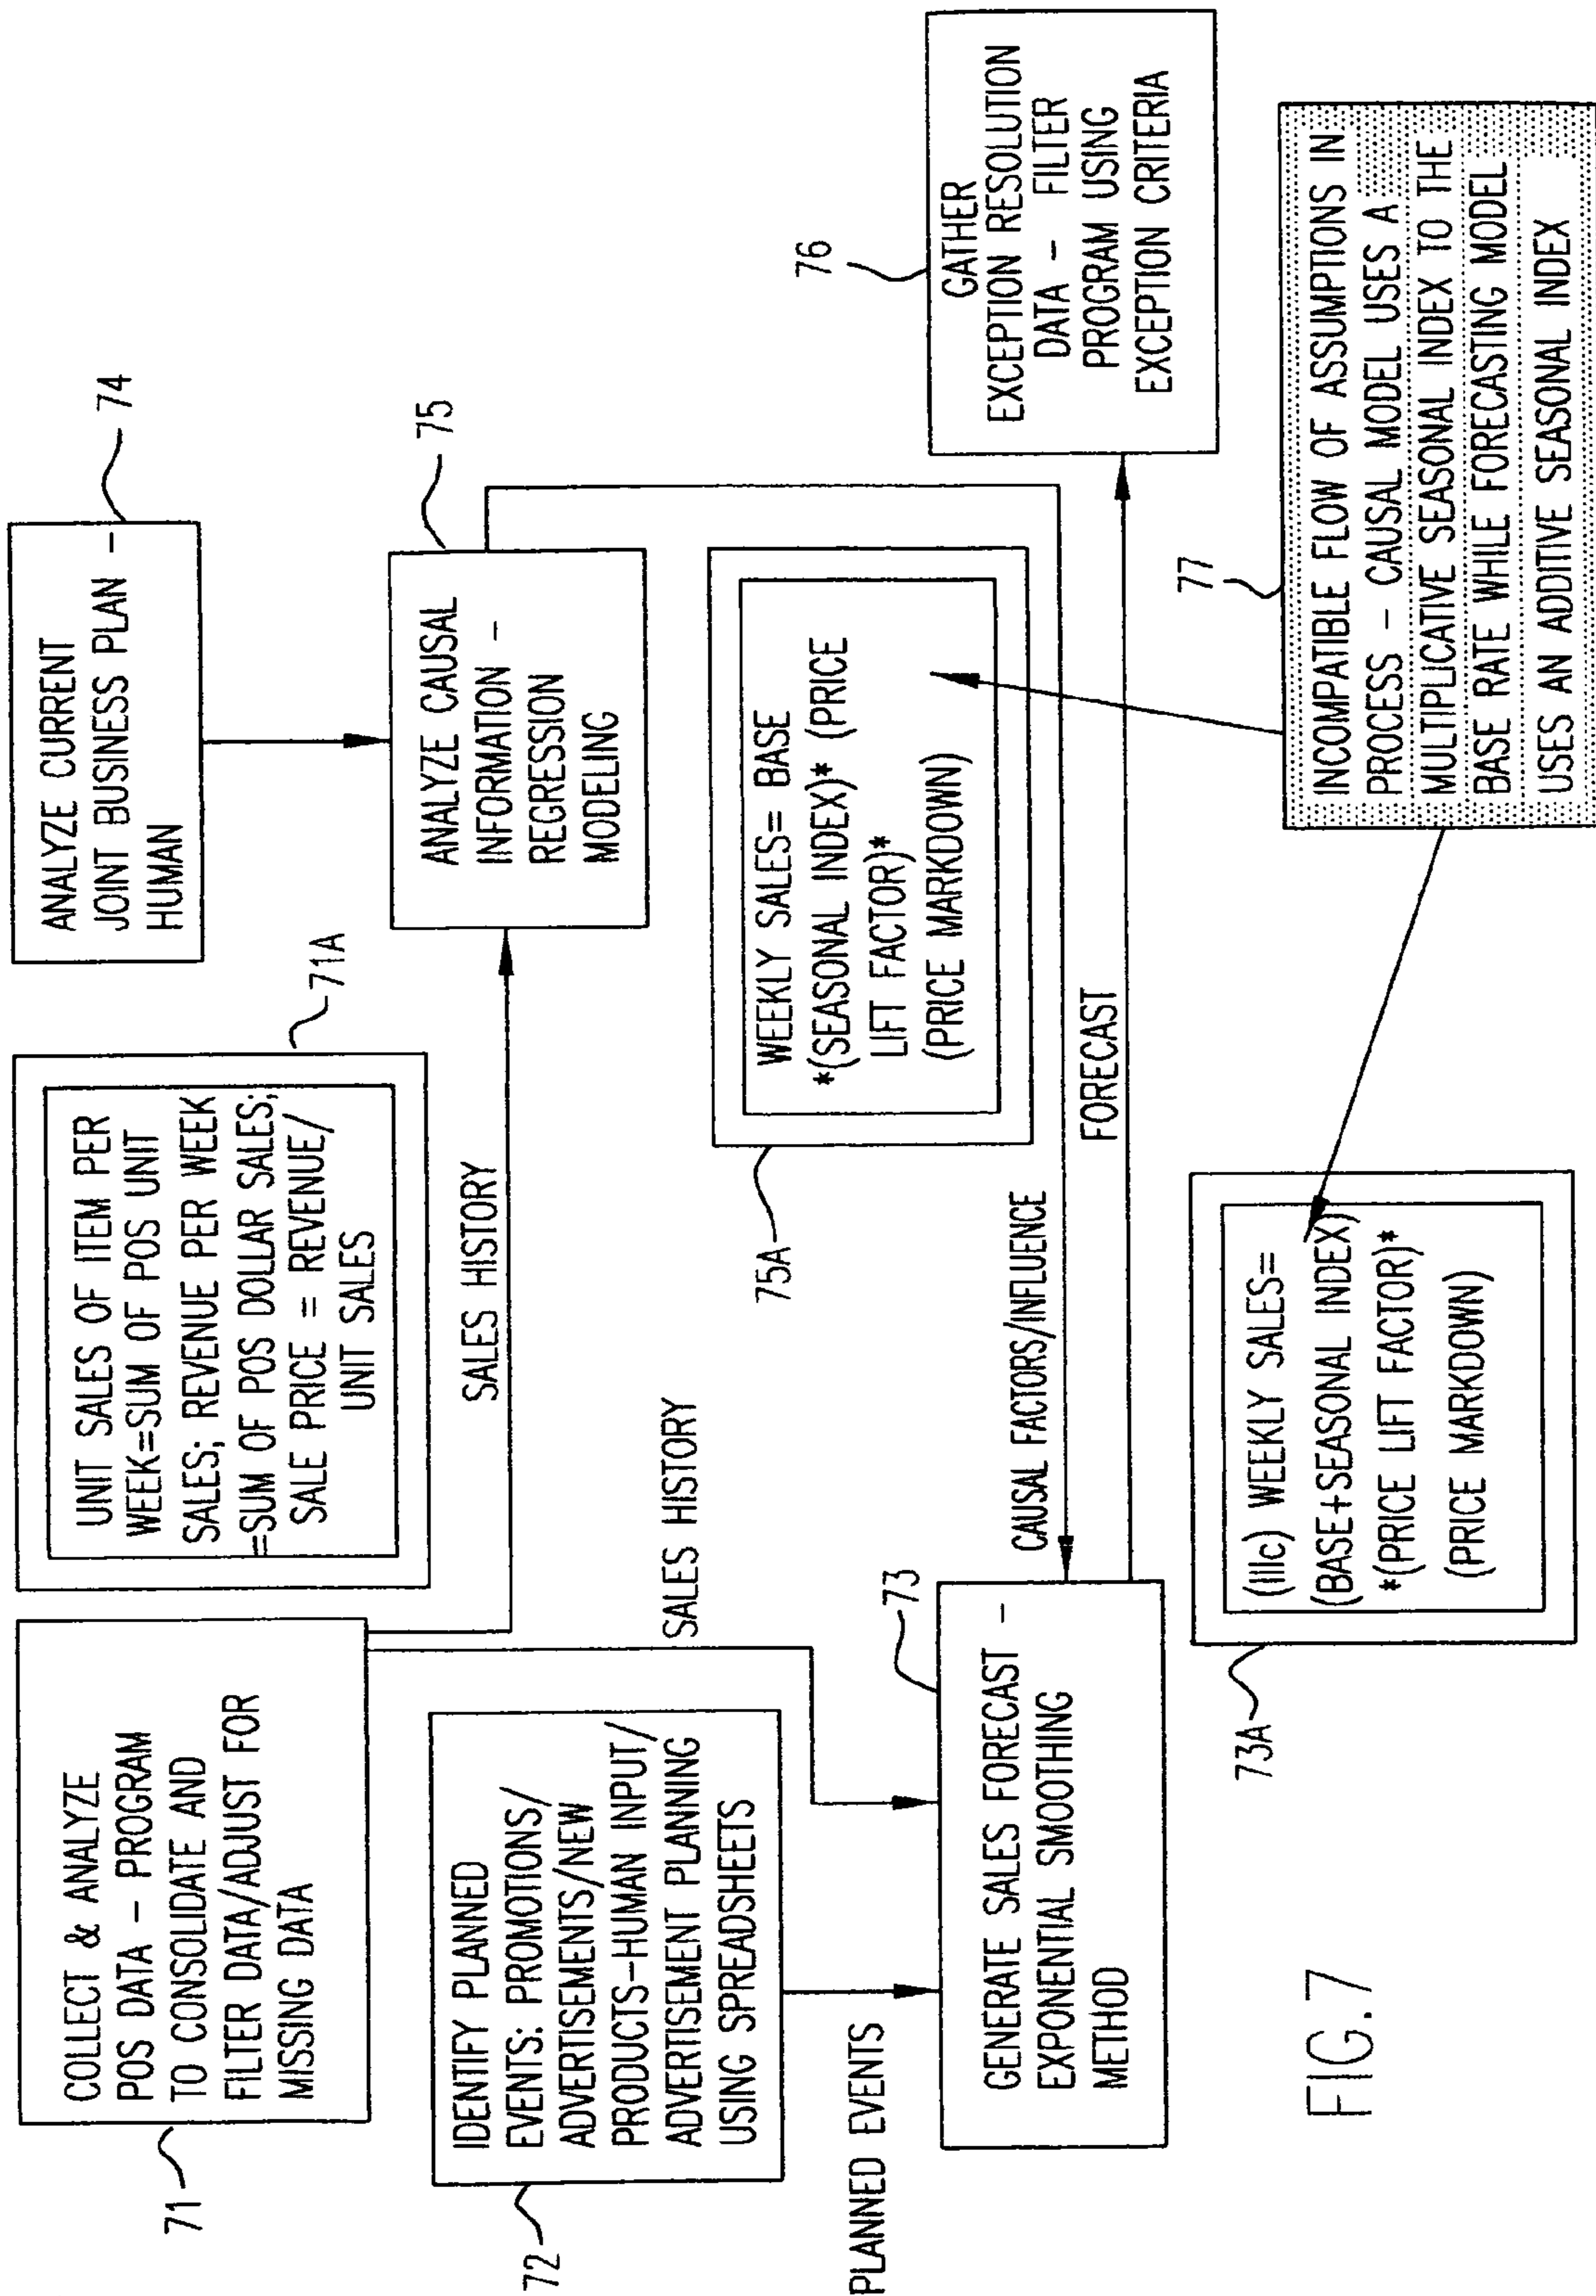 COLLECT & ANALYZE
POS DATA – PROGRAM
TO CONSOLIDATE AND
FILTER DATA/ADJUST FOR
MISSING DATA
71
UNIT SALES OF ITEM PER
WEEK=SUM OF POS UNIT
SALES; REVENUE PER WEEK
=SUM OF POS DOLLAR SALES;
SALE PRICE = REVENUE/
UNIT SALES
71A
ANALYZE CURRENT
JOINT BUSINESS PLAN –
HUMAN
74
IDENTIFY PLANNED
EVENTS: PROMOTIONS/
ADVERTISEMENTS/NEW
PRODUCTS-HUMAN INPUT/
ADVERTISEMENT PLANNING
USING SPREADSHEETS
72
SALES HISTORY
SALES HISTORY
ANALYZE CAUSAL
INFORMATION –
REGRESSION
MODELING
75
WEEKLY SALES= BASE
*(SEASONAL INDEX)* (PRICE
LIFT FACTOR)*
(PRICE MARKDOWN)
75A
PLANNED EVENTS
CAUSAL FACTORS/INFLUENCE
FORECAST
GENERATE SALES FORECAST –
EXPONENTIAL SMOOTHING
METHOD
73
GATHER
EXCEPTION RESOLUTION
DATA – FILTER
PROGRAM USING
EXCEPTION CRITERIA
76
(IIIc) WEEKLY SALES=
(BASE+SEASONAL INDEX)
*(PRICE LIFT FACTOR)*
(PRICE MARKDOWN)
73A
INCOMPATIBLE FLOW OF ASSUMPTIONS IN
PROCESS – CAUSAL MODEL USES A
MULTIPLICATIVE SEASONAL INDEX TO THE
BASE RATE WHILE FORECASTING MODEL
USES AN ADDITIVE SEASONAL INDEX
77
FIG.7